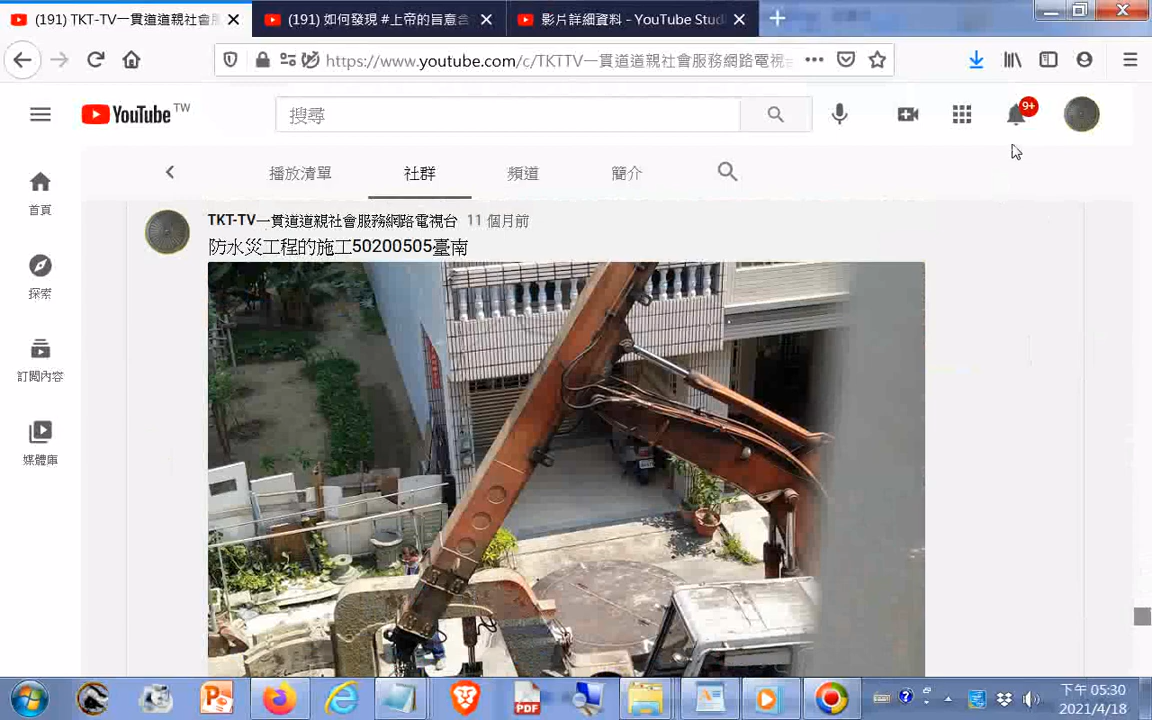 (191) TKT-TV一貫道道親社會服
(191) 如何發現 #上帝的旨意含
影片詳細資料 - YouTube Stud
https://www.youtube.com/c/TKTTV一貫道道親社會服務網路電視台
YouTube TW
搜尋
9+
播放清單
社群
頻道
簡介
首頁
探索
訂閱內容
媒體庫
TKT-TV一貫道道親社會服務網路電視台 11 個月前
防水災工程的施工50200505臺南
PDF
下午 05:30
2021/4/18